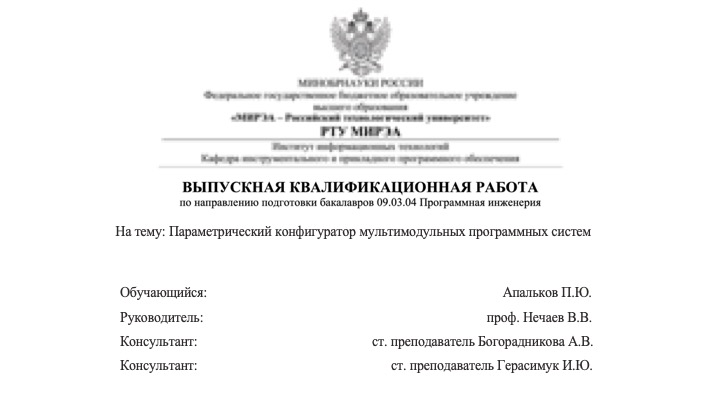 МИНОБРНАУКИ РОССИИ
Федеральное государственное бюджетное образовательное учреждение
высшего образования
«МИРЭА – Российский технологический университет»
РТУ МИРЭА
Институт информационных технологий
Кафедра инструментального и прикладного программного обеспечения
ВЫПУСКНАЯ КВАЛИФИКАЦИОННАЯ РАБОТА
по направлению подготовки бакалавров 09.03.04 Программная инженерия
На тему: Параметрический конфигуратор мультимодульных программных систем
Обучающийся: Апальков П.Ю.
Руководитель: проф. Нечаев В.В.
Консультант: ст. преподаватель Богорадникова А.В.
Консультант: ст. преподаватель Герасимук И.Ю.